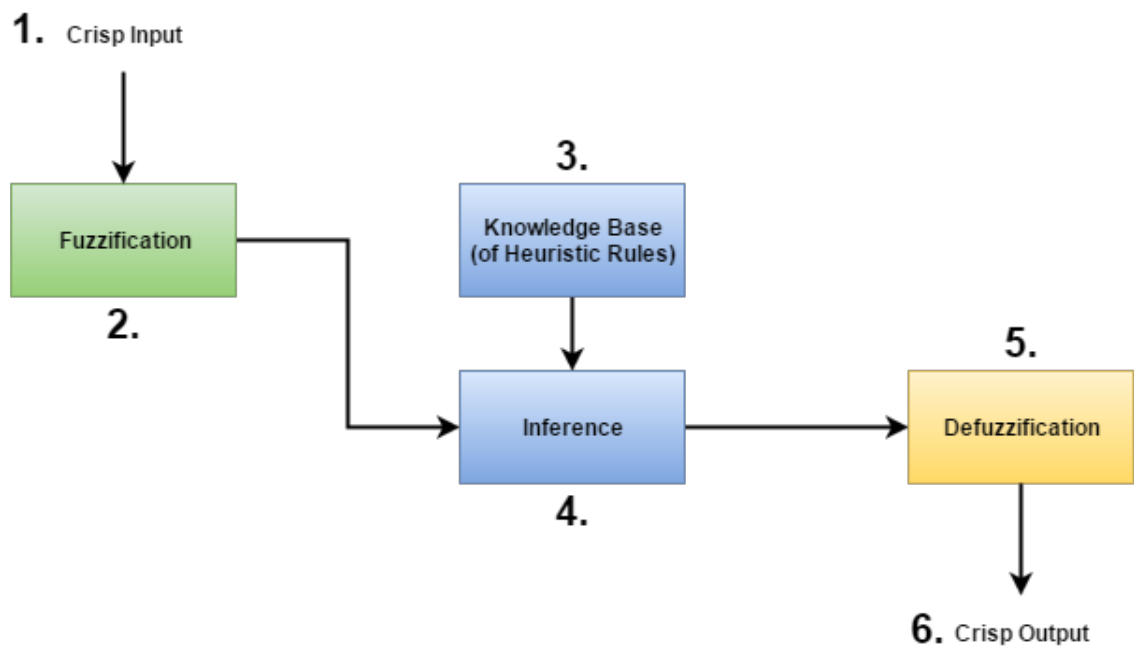 1. Crisp Input
3.
Knowledge Base
(of Heuristic Rules)
Fuzzification
2.
5.
Inference
Defuzzification
4.
6. Crisp Output